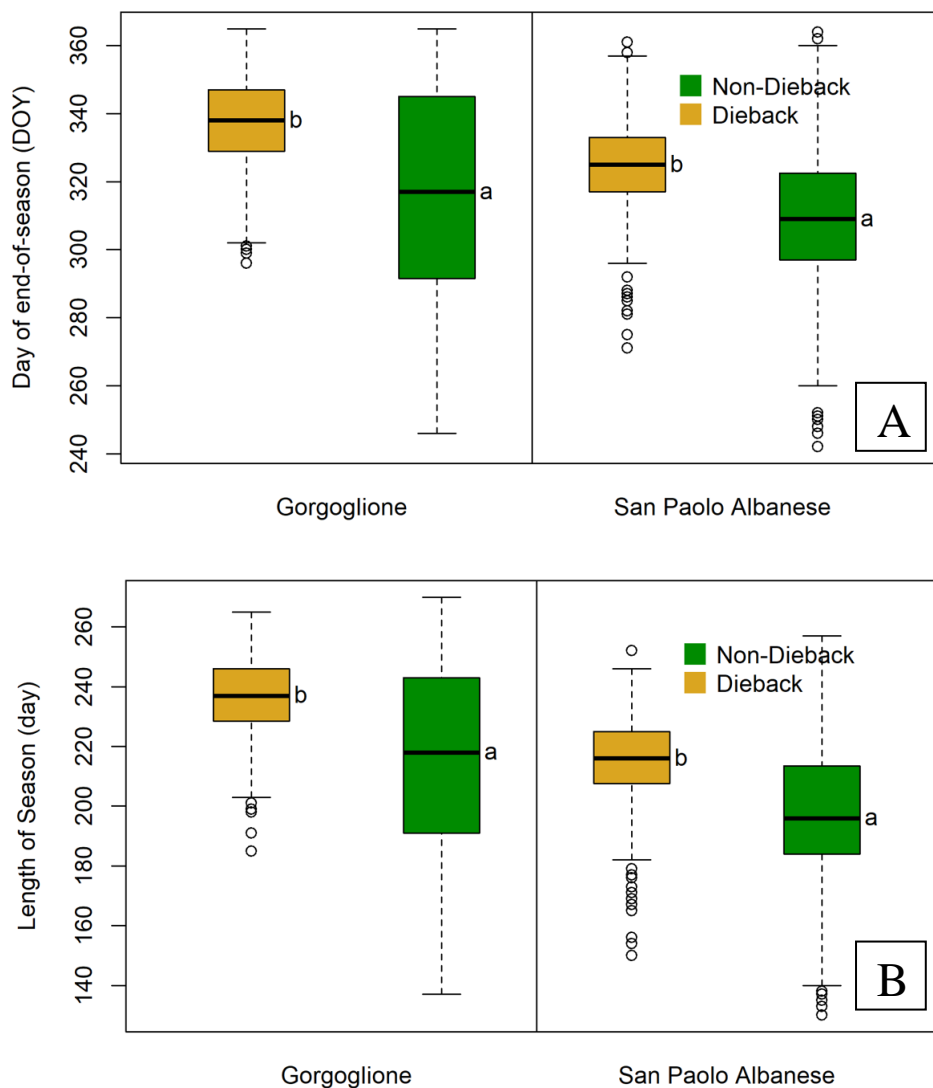 Day of end-of-season (DOY)
360
340
320
300
280
260
240
b
a
b
a
Non-Dieback
Dieback
A
Gorgoglione
San Paolo Albanese
Length of Season (day)
260
240
220
200
180
160
140
b
a
b
a
Non-Dieback
Dieback
B
Gorgoglione
San Paolo Albanese